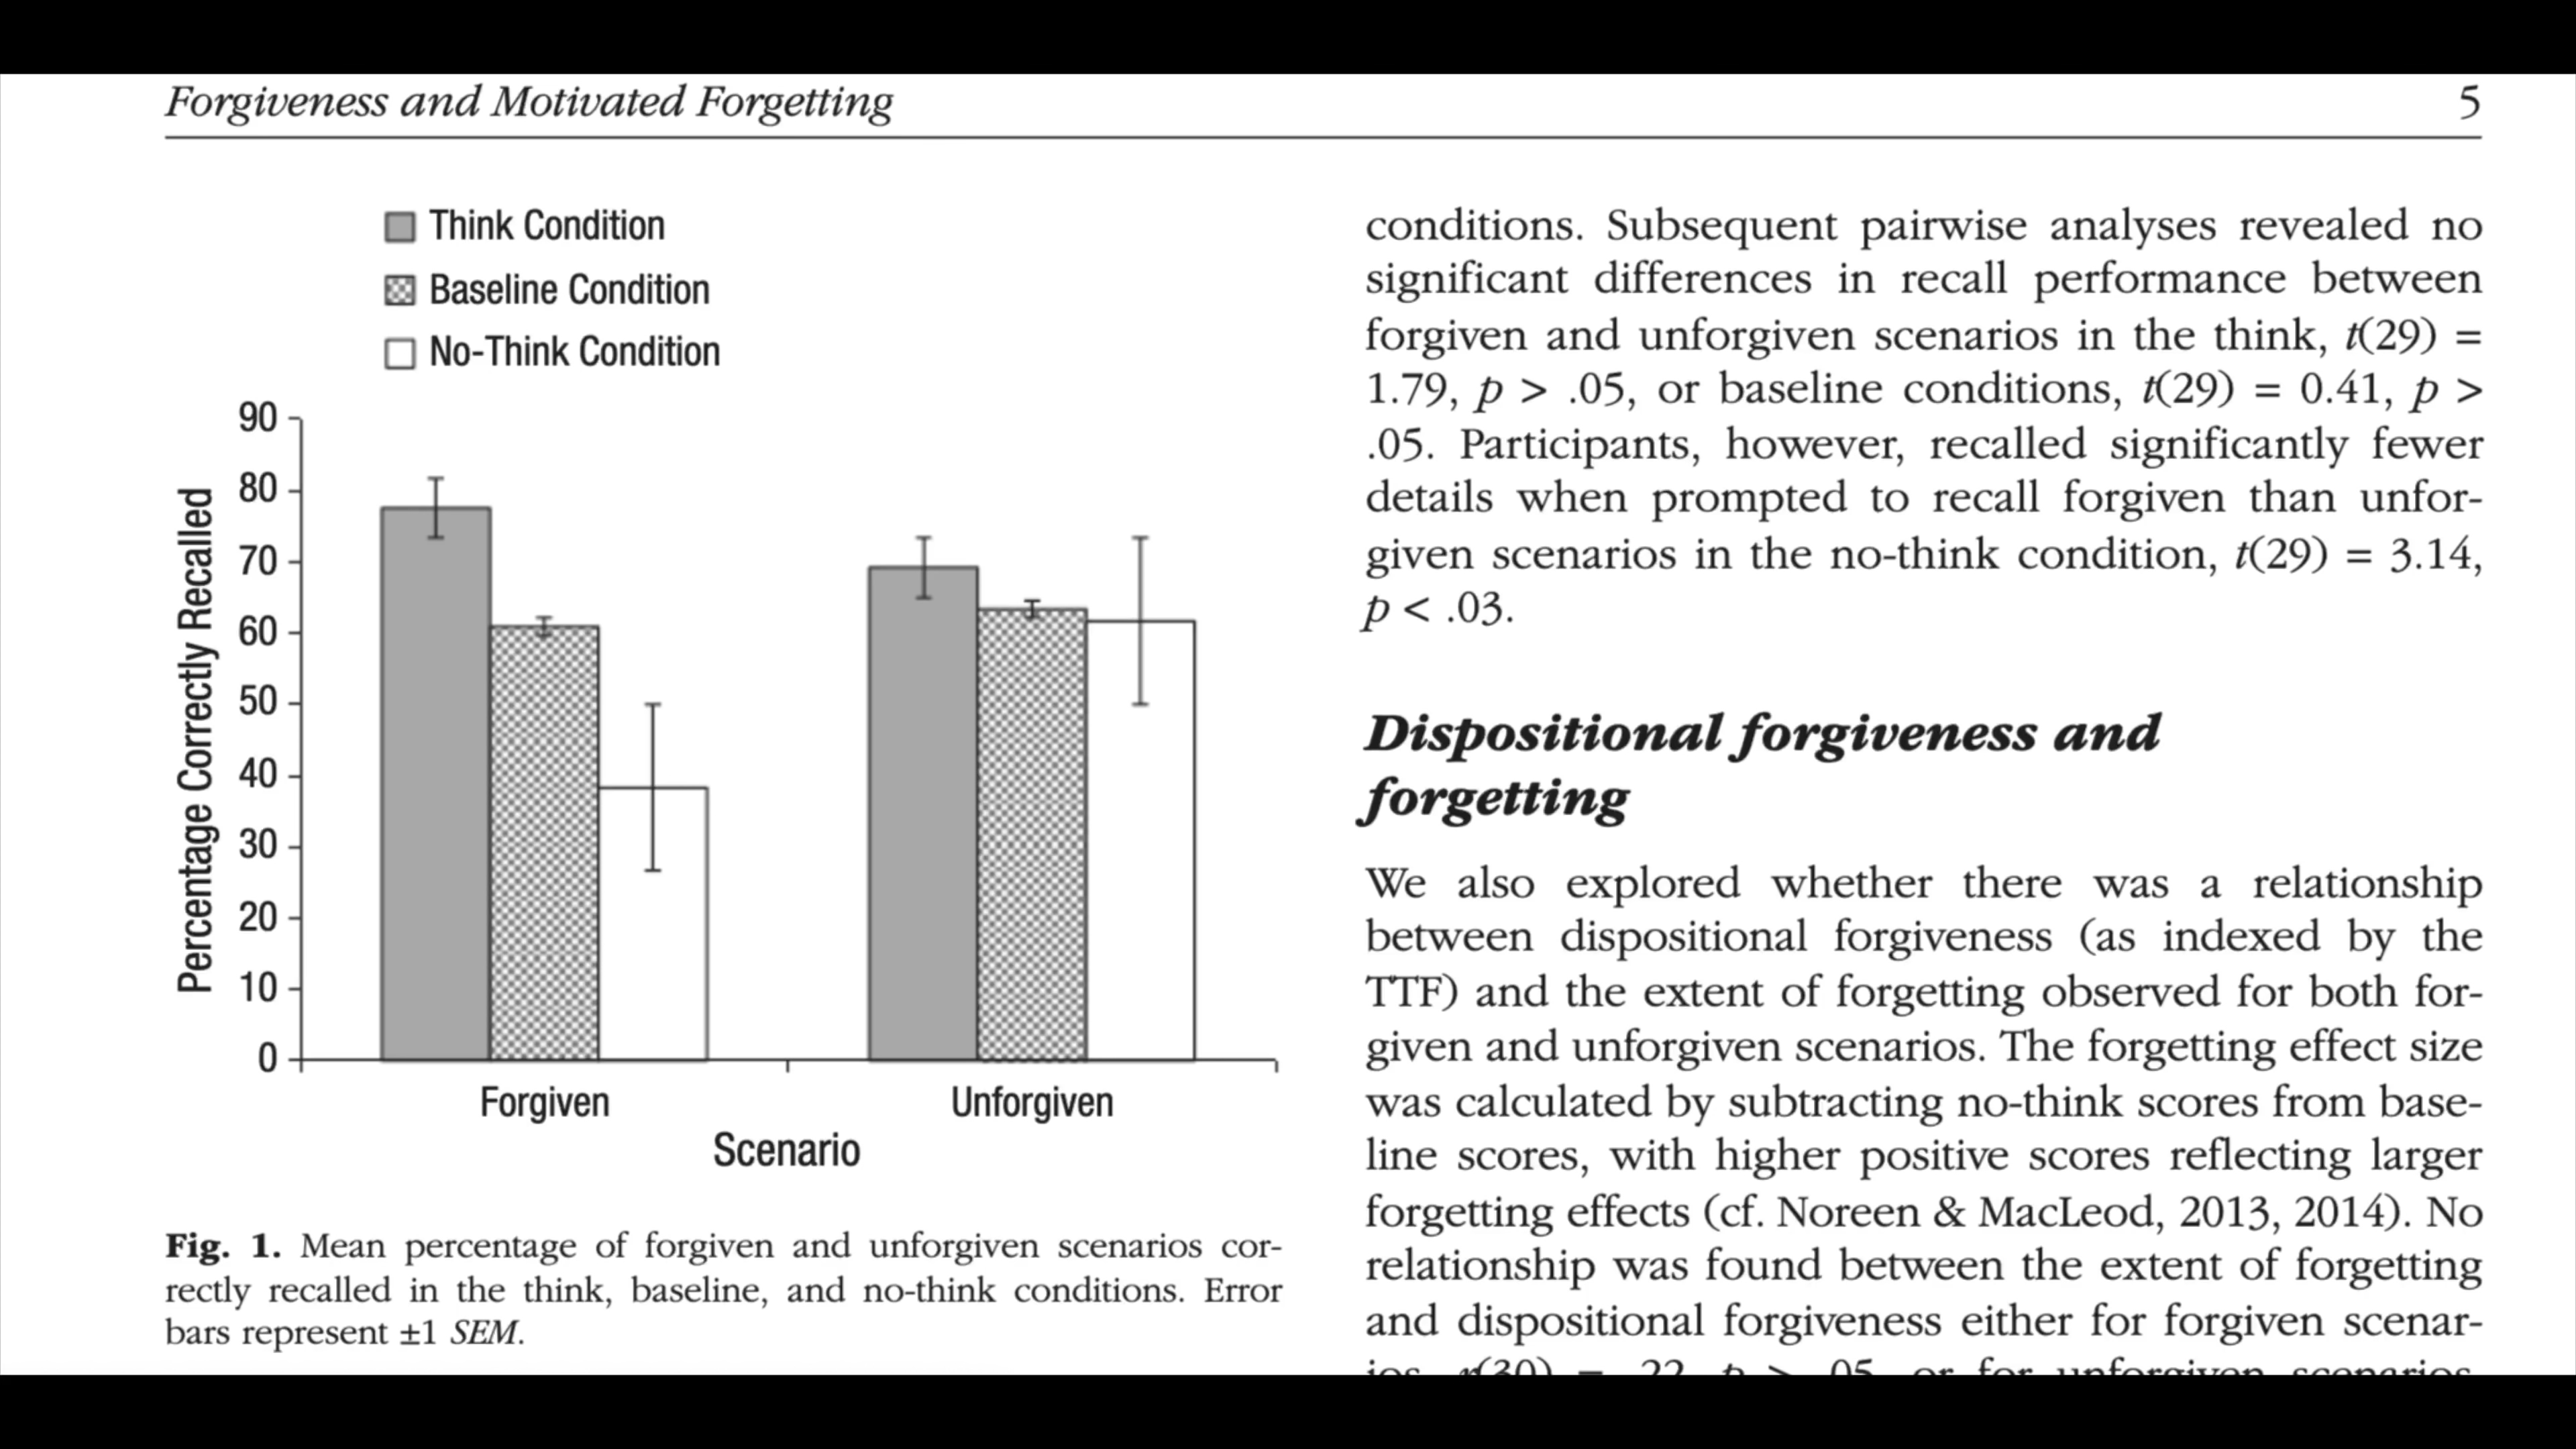 Forgiveness and Motivated Forgetting
5
Think Condition
Baseline Condition
No-Think Condition
90
80
70
60
50
40
30
20
10
0
Percentage Correctly Recalled
Forgiven
Unforgiven
Scenario
Fig. 1. Mean percentage of forgiven and unforgiven scenarios cor-
rectly recalled in the think, baseline, and no-think conditions. Error
bars represent ±1 SEM.
conditions. Subsequent pairwise analyses revealed no
significant differences in recall performance between
forgiven and unforgiven scenarios in the think, t(29) =
1.79, p > .05, or baseline conditions, t(29) = 0.41, p >
.05. Participants, however, recalled significantly fewer
details when prompted to recall forgiven than unfor-
given scenarios in the no-think condition, t(29) = 3.14,
p < .03.
Dispositional forgiveness and
forgetting
We also explored whether there was a relationship
between dispositional forgiveness (as indexed by the
TTF) and the extent of forgetting observed for both for-
given and unforgiven scenarios. The forgetting effect size
was calculated by subtracting no-think scores from base-
line scores, with higher positive scores reflecting larger
forgetting effects (cf. Noreen & MacLeod, 2013, 2014). No
relationship was found between the extent of forgetting
and dispositional forgiveness either for forgiven scenar-
ios, r(30) = .22, p > .05, or for unforgiven scenarios,